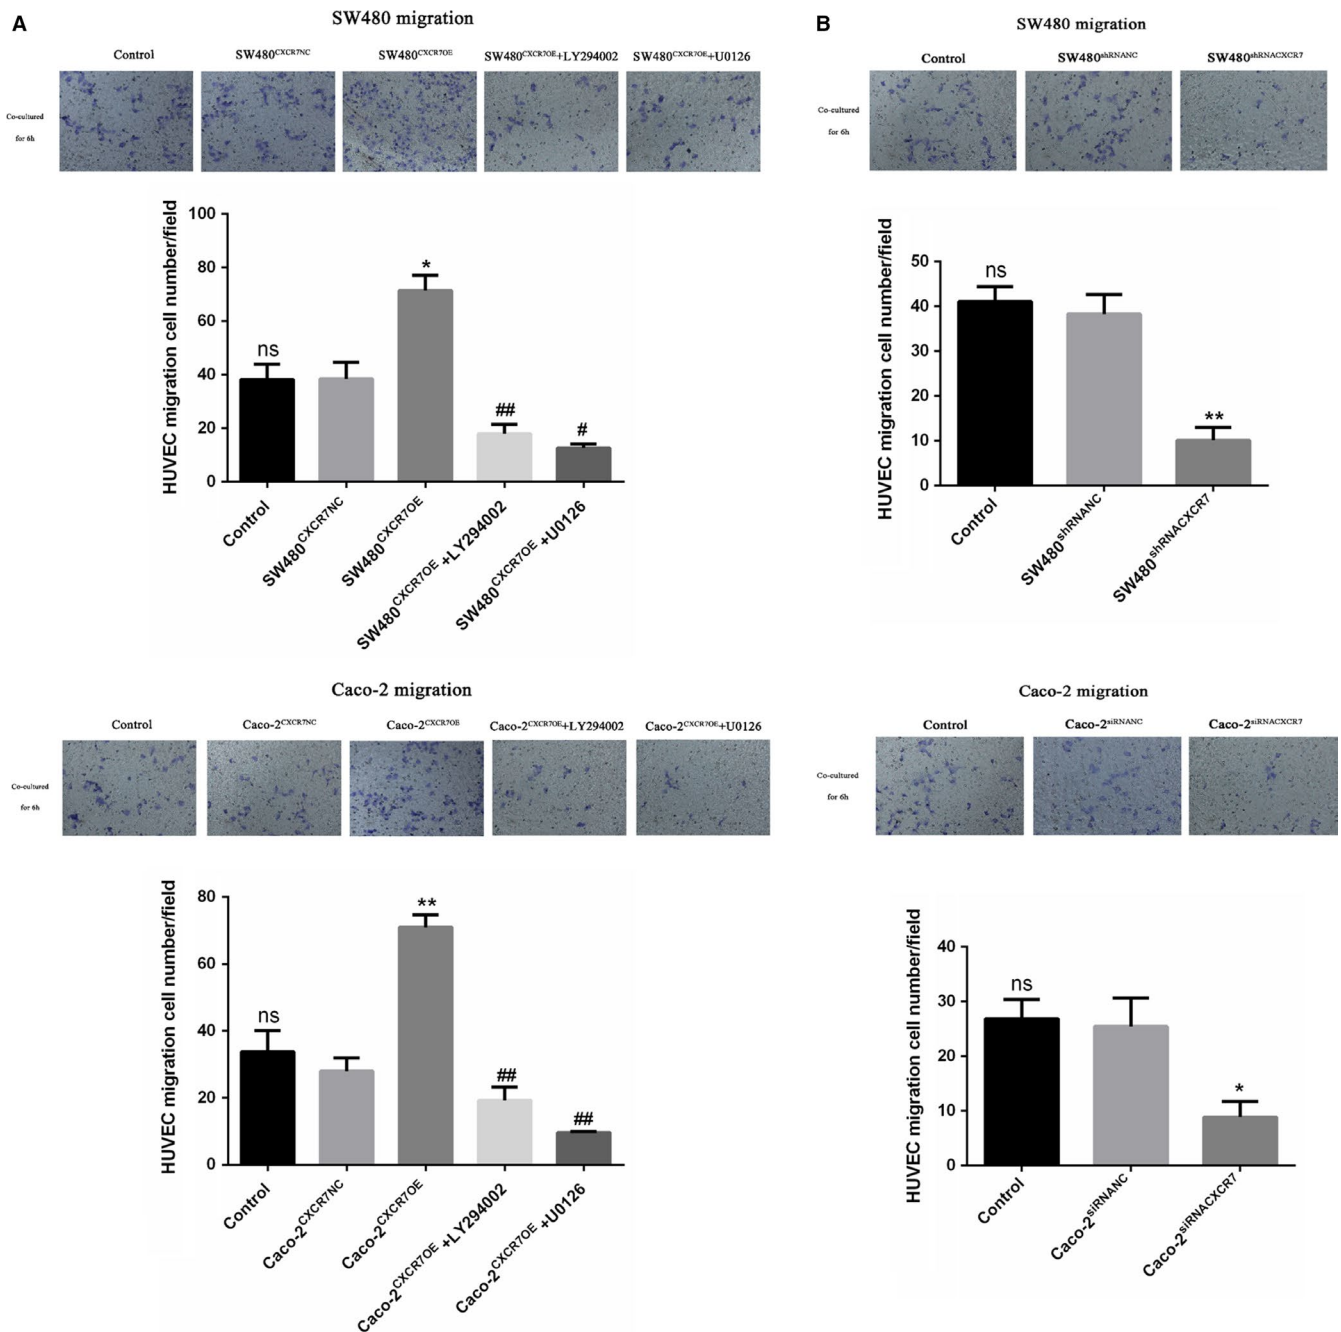 A
SW480 migration
Control SW480CXCR7NC SW480CXCR7OE SW480CXCR7OE+LY294002 SW480CXCR7OE+U0126
Co-cultured
for 6h
HUVEC migration cell number/field
100
80
60
40
20
0
ns
*
##
#
Control
SW480CXCR7NC
SW480CXCR7OE
SW480CXCR7OE +LY294002
SW480CXCR7OE +U0126
Caco-2 migration
Control Caco-2CXCR7NC Caco-2CXCR7OE Caco-2CXCR7OE+LY294002 Caco-2CXCR7OE+U0126
Co-cultured
for 6h
HUVEC migration cell number/field
80
60
40
20
0
ns
**
##
##
Control
Caco-2CXCR7NC
Caco-2CXCR7OE
Caco-2CXCR7OE +LY294002
Caco-2CXCR7OE +U0126
B
SW480 migration
Control SW480shRNANC SW480shRNACXCR7
HUVEC migration cell number/field
Co-cultured
for 6h
50
40
30
20
10
0
ns
**
Control
SW480shRNANC
SW480shRNACXCR7
Caco-2 migration
Control Caco-2siRNANC Caco-2siRNACXCR7
Co-cultured
for 6h
HUVEC migration cell number/field
40
30
20
10
0
ns
*
Control
Caco-2siRNANC
Caco-2siRNACXCR7